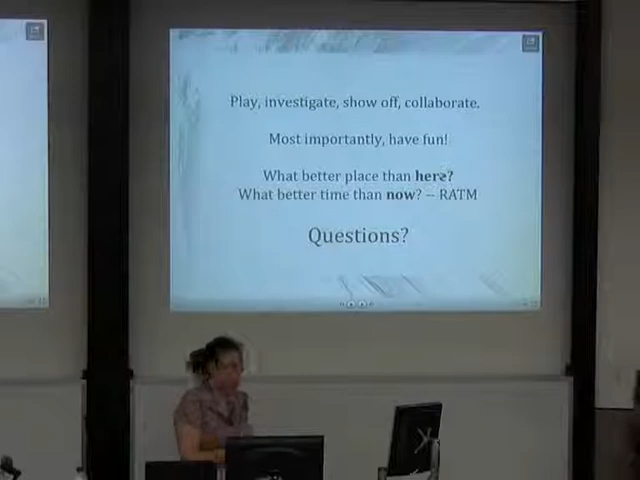 Play, investigate, show off, collaborate.
Most importantly, have fun!
What better place than here?
What better time than now? -- RATM
Questions?